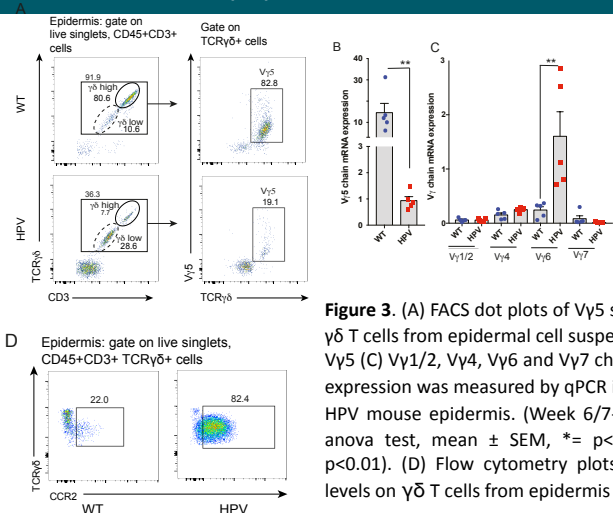 A
Epidermis: gate on
live singlets, CD45+CD3+
cells
Gate on
TCRγδ+ cells
91.9
γδ high
80.6
γδ low
10.6
WT
Vγ5
82.8
36.3
γδ high
7.7
γδ low
28.6
HPV
Vγ5
19.1
TCRγδ
CD3
Vγ5
TCRγδ
B
Vγ5 chain mRNA expression
40
30
20
10
3
2
1
0
**
WT
HPV
C
Vγ chain mRNA expression
3
2
1
0
**
WT HPV WT HPV WT HPV WT HPV
Vγ1/2 Vγ4 Vγ6 Vγ7
Figure 3. (A) FACS dot plots of Vγ5 s
γδ T cells from epidermal cell suspe
Vγ5 (C) Vγ1/2, Vγ4, Vγ6 and Vγ7 ch
expression was measured by qPCR i
HPV mouse epidermis. (Week 6/7-
anova test, mean ± SEM, *= p<
p<0.01). (D) Flow cytometry plots
levels on γδ T cells from epidermis
D
Epidermis: gate on live singlets,
CD45+CD3+ TCRγδ+ cells
22.0
82.4
TCRγδ
CCR2
WT
HPV